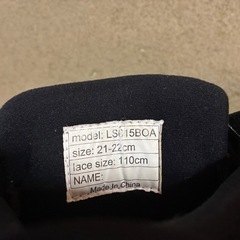 model: LS615BOA
size: 21-22cm
lace size: 110cm
NAME:
Made in China